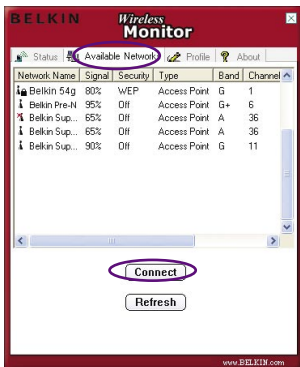 BELKIN Wireless Monitor
Status Available Network Profile About
Network Name Signal Security Type Band Channel
Belkin 54g 80% WEP Access Point G 1
Belkin Pre-N 95% Off Access Point G+ 6
Belkin Sup... 65% Off Access Point A 36
Belkin Sup... 65% Off Access Point A 36
Belkin Sup... 90% Off Access Point G 11
Connect
Refresh
www.BELKIN.com